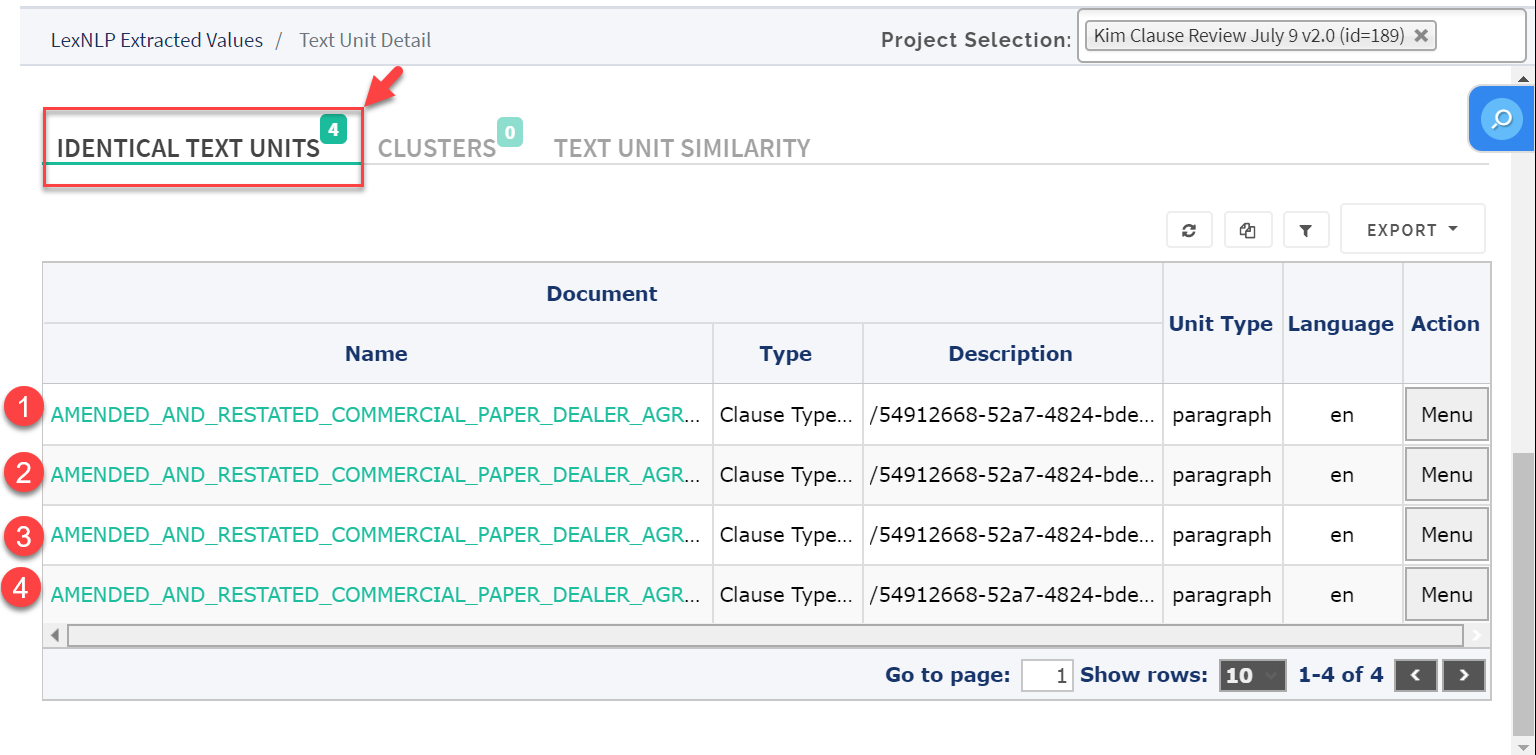 LexNLP Extracted Values / Text Unit Detail
Project Selection: Kim Clause Review July 9 v2.0 (id=189)
IDENTICAL TEXT UNITS 4 CLUSTERS 0 TEXT UNIT SIMILARITY
EXPORT
Document
Unit Type Language Action
Name Type Description
1 AMENDED_AND_RESTATED_COMMERCIAL_PAPER_DEALER_AGR... Clause Type... /54912668-52a7-4824-bde... paragraph en Menu
2 AMENDED_AND_RESTATED_COMMERCIAL_PAPER_DEALER_AGR... Clause Type... /54912668-52a7-4824-bde... paragraph en Menu
3 AMENDED_AND_RESTATED_COMMERCIAL_PAPER_DEALER_AGR... Clause Type... /54912668-52a7-4824-bde... paragraph en Menu
4 AMENDED_AND_RESTATED_COMMERCIAL_PAPER_DEALER_AGR... Clause Type... /54912668-52a7-4824-bde... paragraph en Menu
Go to page: 1 Show rows: 10 1-4 of 4